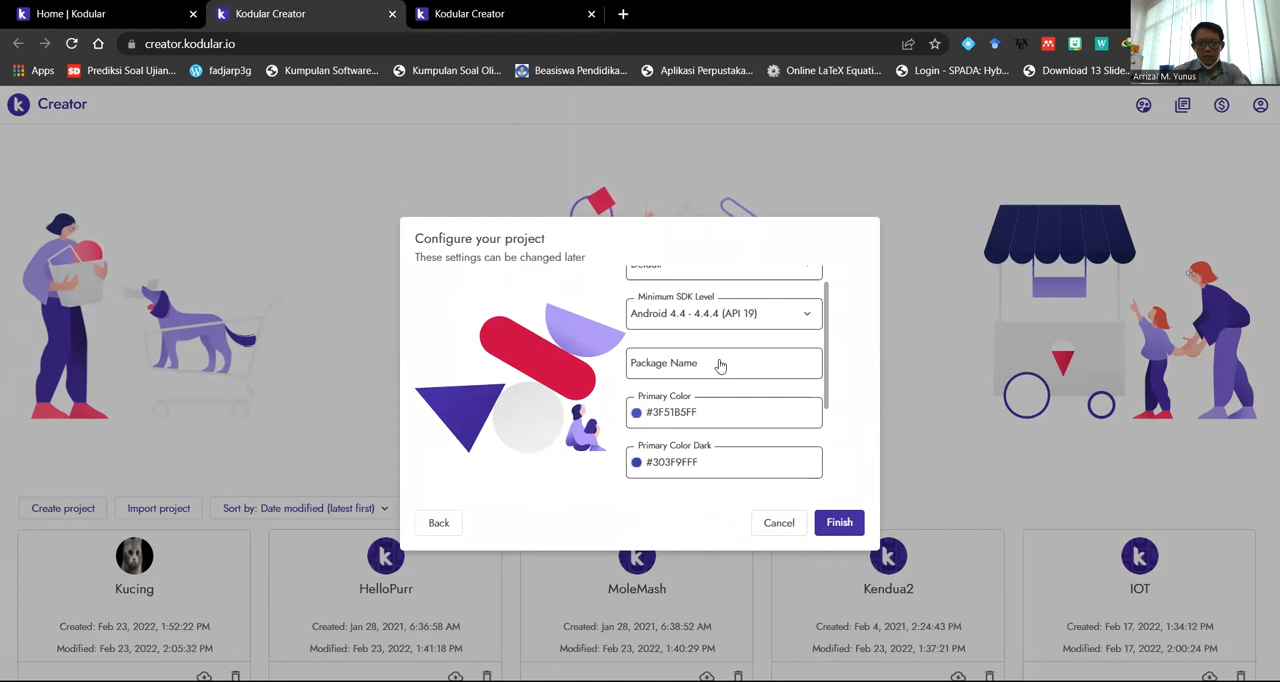 Home | Kodular
Kodular Creator
Kodular Creator
creator.kodular.io
Apps
Prediksi Soal Ujian...
fadjarp3g
Kumpulan Software...
Kumpulan Soal Oli...
Beasiswa Pendidika...
Aplikasi Perpustaka...
Online LaTeX Equati...
Login - SPADA: Hyb...
Download 13 Slide...
Arrizal M. Yunus
Creator
Configure your project
These settings can be changed later
Default
Minimum SDK Level
Android 4.4 - 4.4.4 (API 19)
Package Name
Primary Color
#3F51B5FF
Primary Color Dark
#303F9FFF
Back
Cancel
Finish
Create project
Import project
Sort by: Date modified (latest first)
Kucing
Created: Feb 23, 2022, 1:52:22 PM
Modified: Feb 23, 2022, 2:05:32 PM
HelloPurr
Created: Jan 28, 2021, 6:36:58 AM
Modified: Feb 23, 2022, 1:41:18 PM
MoleMash
Created: Jan 28, 2021, 6:38:52 AM
Modified: Feb 23, 2022, 1:40:29 PM
Kendua2
Created: Feb 4, 2021, 2:24:43 PM
Modified: Feb 23, 2022, 1:37:21 PM
IOT
Created: Feb 17, 2022, 1:34:12 PM
Modified: Feb 17, 2022, 2:00:24 PM